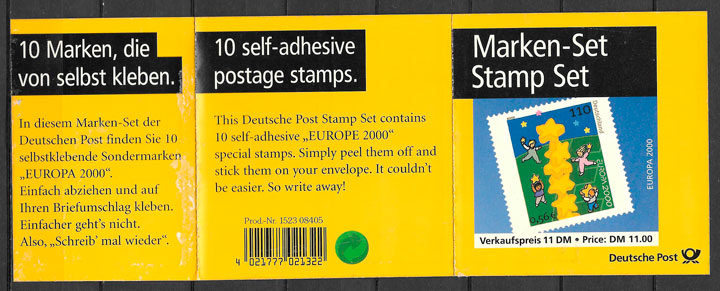 10 Marken, die
von selbst kleben.
In diesem Marken-Set der
Deutschen Post finden Sie 10
selbstklebende Sondermarken
„EUROPA 2000“.
Einfach abziehen und auf
Ihren Briefumschlag kleben.
Einfacher geht's nicht.
Also, „Schreib' mal wieder“.
10 self-adhesive
postage stamps.
This Deutsche Post Stamp Set contains
10 self-adhesive „EUROPE 2000“
special stamps. Simply peel them off and
stick them on your envelope. It couldn't
be easier. So write away!
Prod.-Nr. 1523 08405
4 021777 021322
Marken-Set
Stamp Set
110
Deutschland
EUROPA 2000
0,56€
EUROPA 2000
Verkaufspreis 11 DM • Price: DM 11.00
Deutsche Post